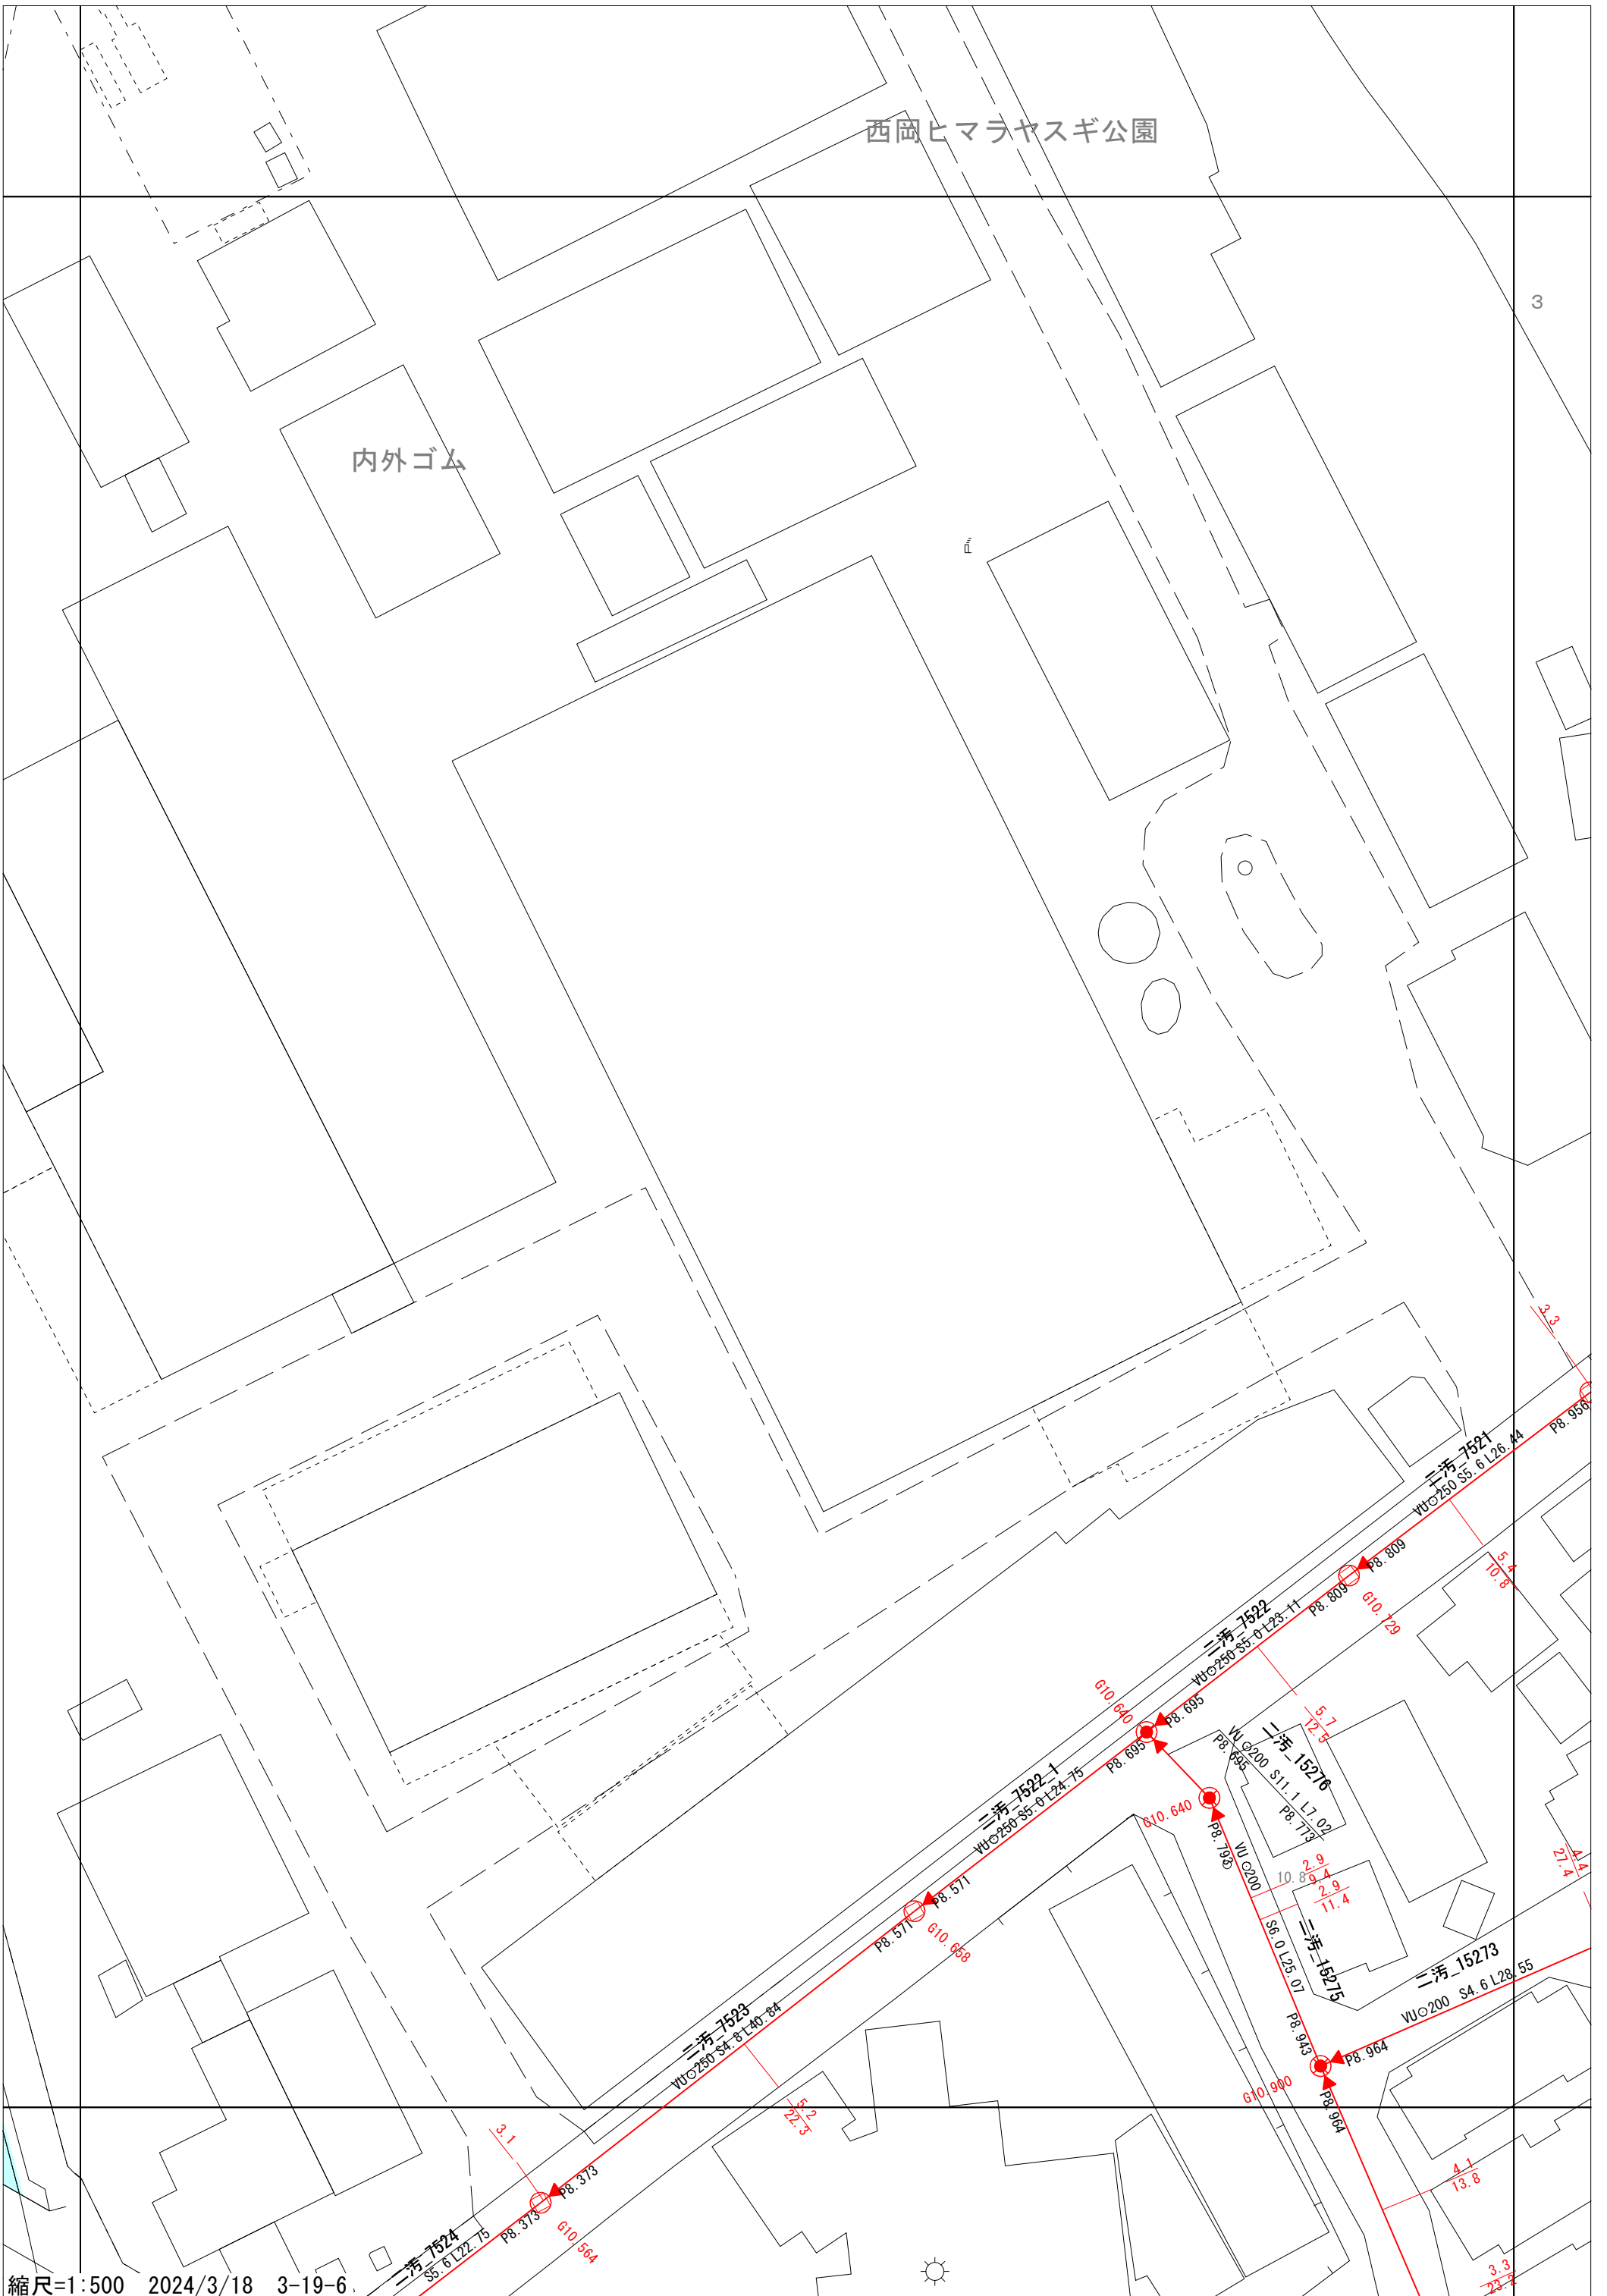 西岡ヒマラヤスギ公園
3
内外ゴム
3.3
P8.956
二汚_7521
VU○250 S5.6 L26.44
P8.809
5.4
10.8
P8.809
G10.729
二汚_7522
VU○250 S5.0 L23.11
G10.640
P8.695
5.7
12.5
P8.695
二汚_15276
VU ○200 S11.1 L7.02
P8.695
P8.773
二汚_7522_1
VU○250 S5.0 L24.75
G10.640
P8.793
VU ○200
10.8
2.9
9.4
2.9
11.4
4.4
27.4
P8.571
P8.571
G10.658
S6.0 L25.07
二汚_15275
二汚_15273
VU○200 S4.6 L28.55
二汚_7523
VU○250 S4.8 L40.84
P8.943
P8.964
G10.900
P8.964
5.2
22.3
3.1
P8.373
4.1
13.8
P8.373
G10.564
二汚_7524
S5.6 L22.75
3.3
23.2
縮尺=1:500 2024/3/18 3-19-6